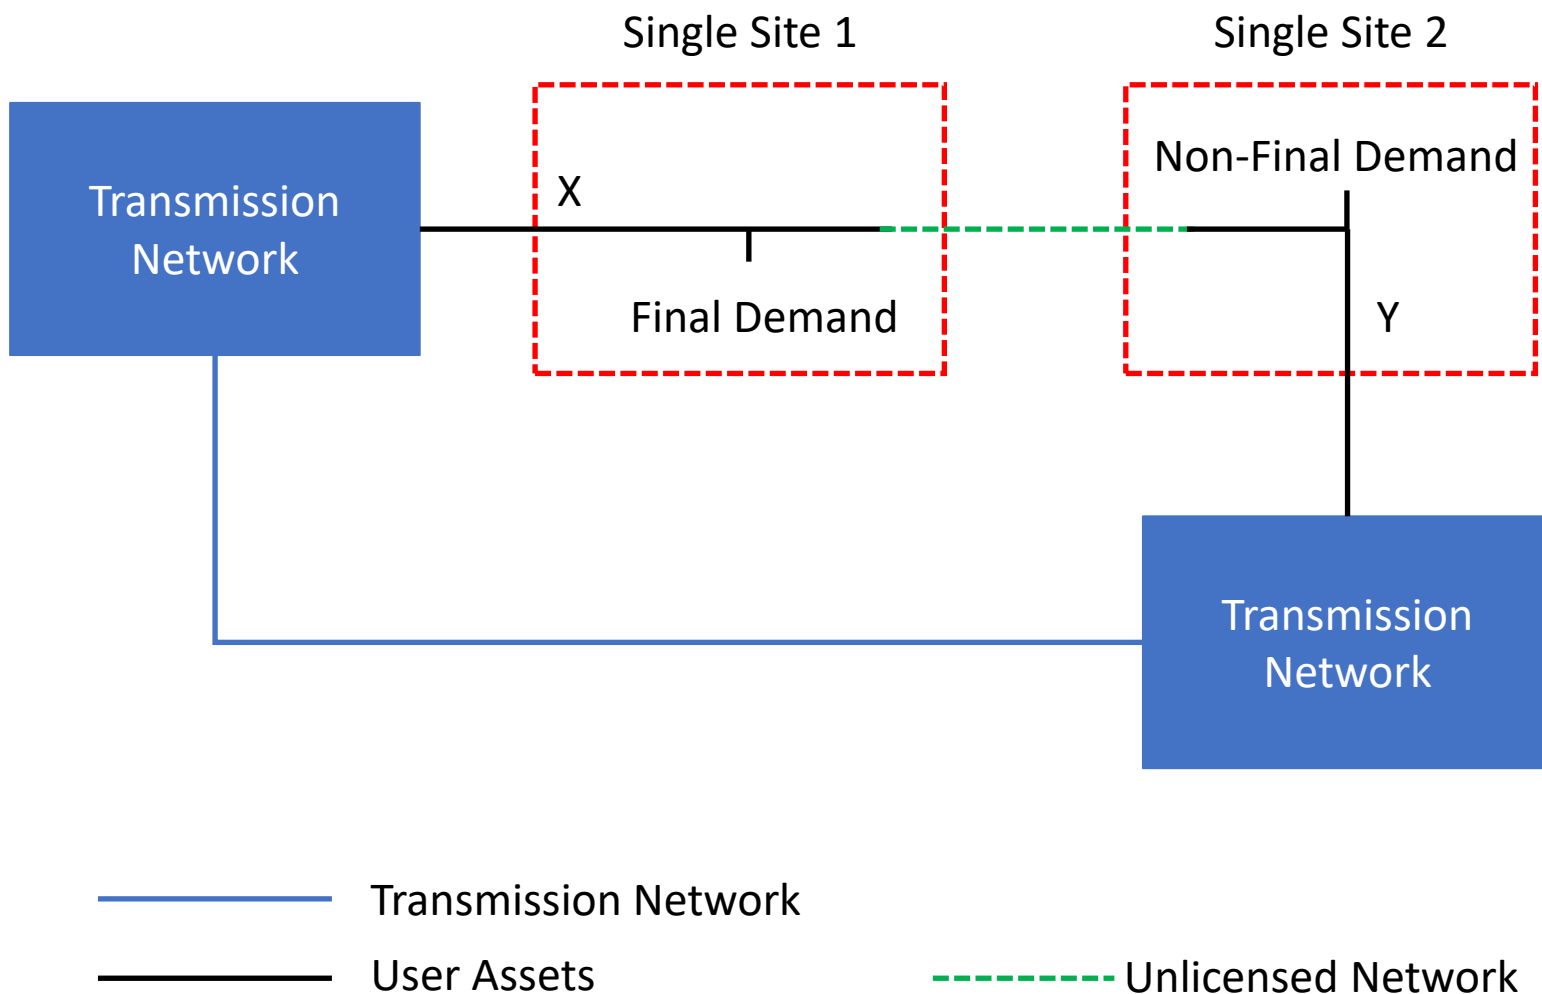 Single Site 1
Single Site 2
Transmission
Network
X
Final Demand
Non-Final Demand
Y
Transmission
Network
Transmission Network
User Assets
Unlicensed Network